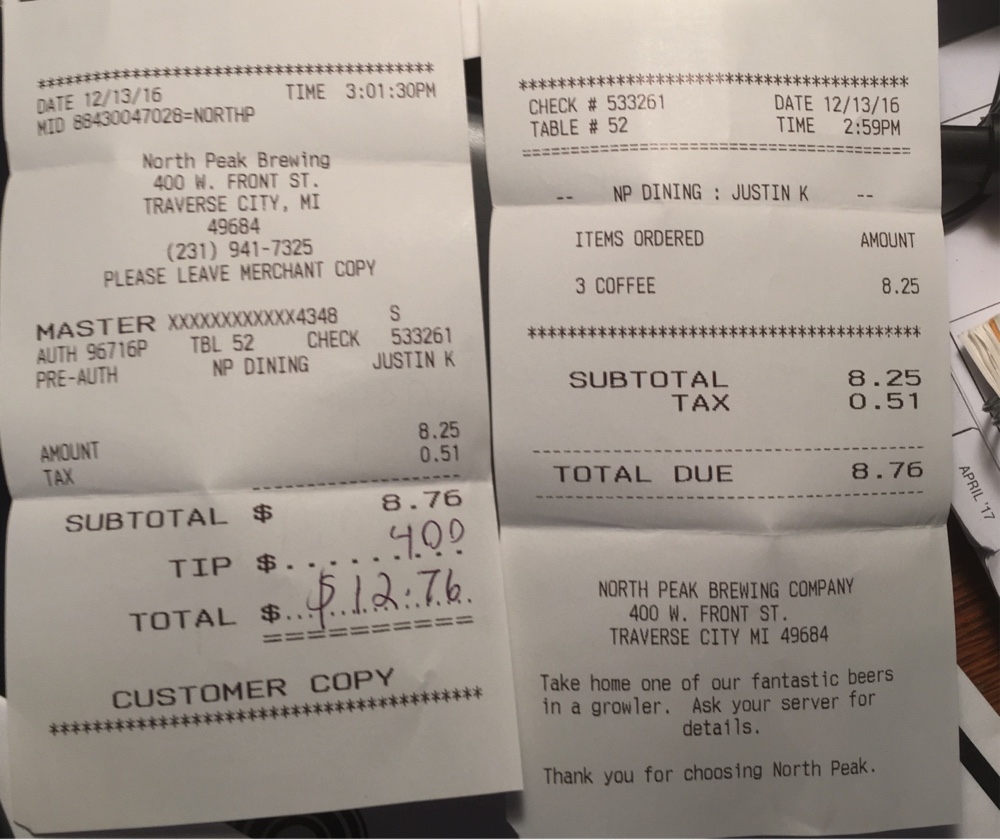 ****************************************
DATE 12/13/16 TIME 3:01:30PM
MID 88430047028=NORTHP
North Peak Brewing
400 W. FRONT ST.
TRAVERSE CITY, MI
49684
(231) 941-7325
PLEASE LEAVE MERCHANT COPY
MASTER XXXXXXXXXXXX4348 S
AUTH 96716P TBL 52 CHECK 533261
PRE-AUTH NP DINING JUSTIN K
AMOUNT 8.25
TAX 0.51
--------------------
SUBTOTAL $ 8.76
TIP $......... 400
TOTAL $......... $12.76
==========
CUSTOMER COPY
****************************************
****************************************
CHECK # 533261 DATE 12/13/16
TABLE # 52 TIME 2:59PM
========================================
-- NP DINING : JUSTIN K --
ITEMS ORDERED AMOUNT
3 COFFEE 8.25
****************************************
SUBTOTAL 8.25
TAX 0.51
----------------------------------------
TOTAL DUE 8.76
----------------------------------------
NORTH PEAK BREWING COMPANY
400 W. FRONT ST.
TRAVERSE CITY MI 49684
Take home one of our fantastic beers
in a growler. Ask your server for
details.
Thank you for choosing North Peak.
APRIL '17